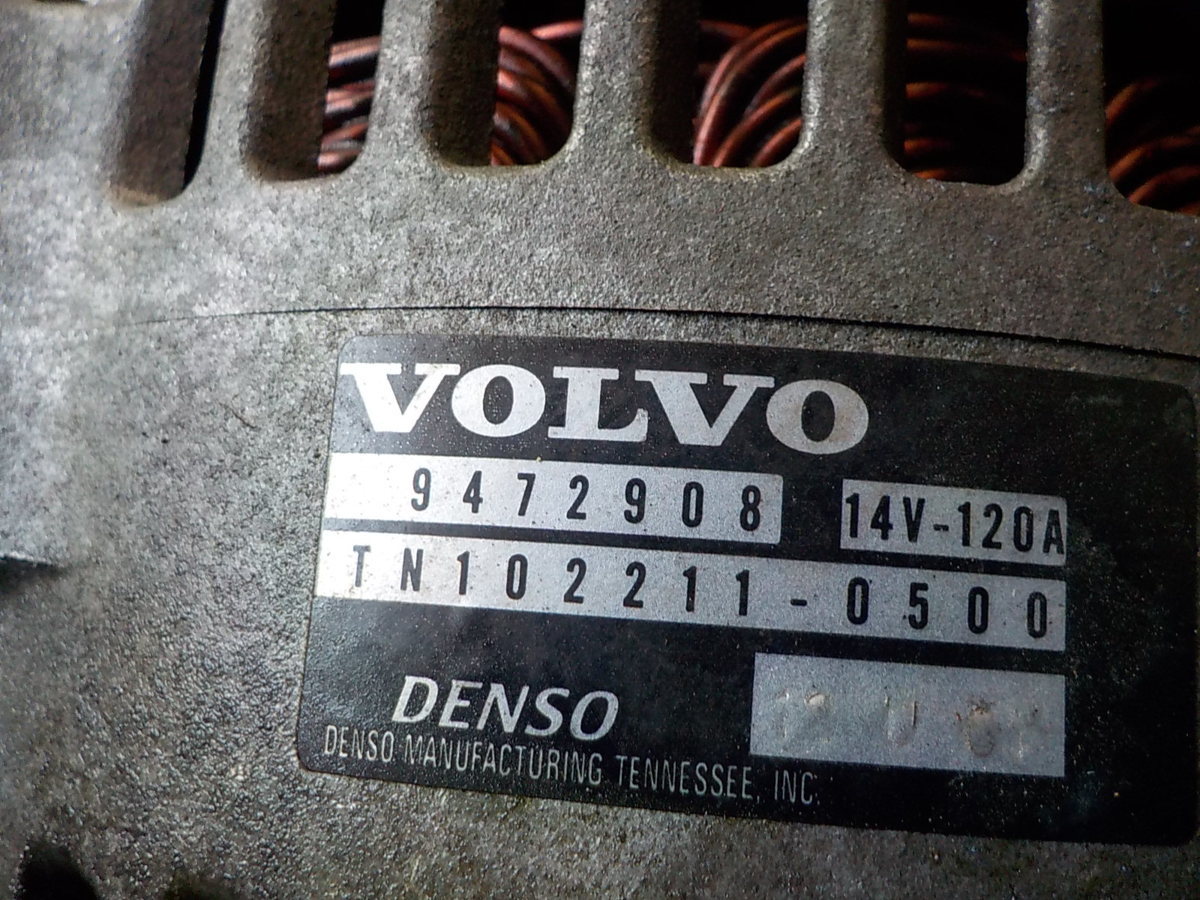 VOLVO
9472908 14V-120A
TN102211-0500
DENSO
DENSO MANUFACTURING TENNESSEE, INC.